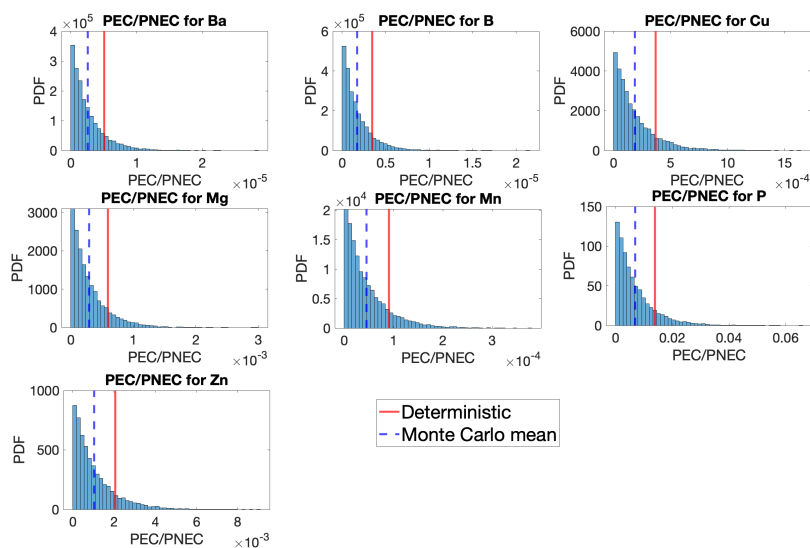 PEC/PNEC for Ba
×10^5
PDF
4
3
2
1
0
0
1
2
PEC/PNEC
×10^-5
PEC/PNEC for B
×10^5
PDF
6
4
2
0
0
0.5
1
1.5
2
PEC/PNEC
×10^-5
PEC/PNEC for Cu
PDF
6000
4000
2000
0
0
5
10
15
PEC/PNEC
×10^-4
PEC/PNEC for Mg
PDF
3000
2000
1000
0
0
1
2
3
PEC/PNEC
×10^-3
PEC/PNEC for Mn
×10^4
PDF
2
1.5
1
0.5
0
0
1
2
3
PEC/PNEC
×10^-4
PEC/PNEC for P
PDF
150
100
50
0
0
0.02
0.04
0.06
PEC/PNEC
PEC/PNEC for Zn
PDF
1000
500
0
0
2
4
6
8
PEC/PNEC
×10^-3
Deterministic
Monte Carlo mean